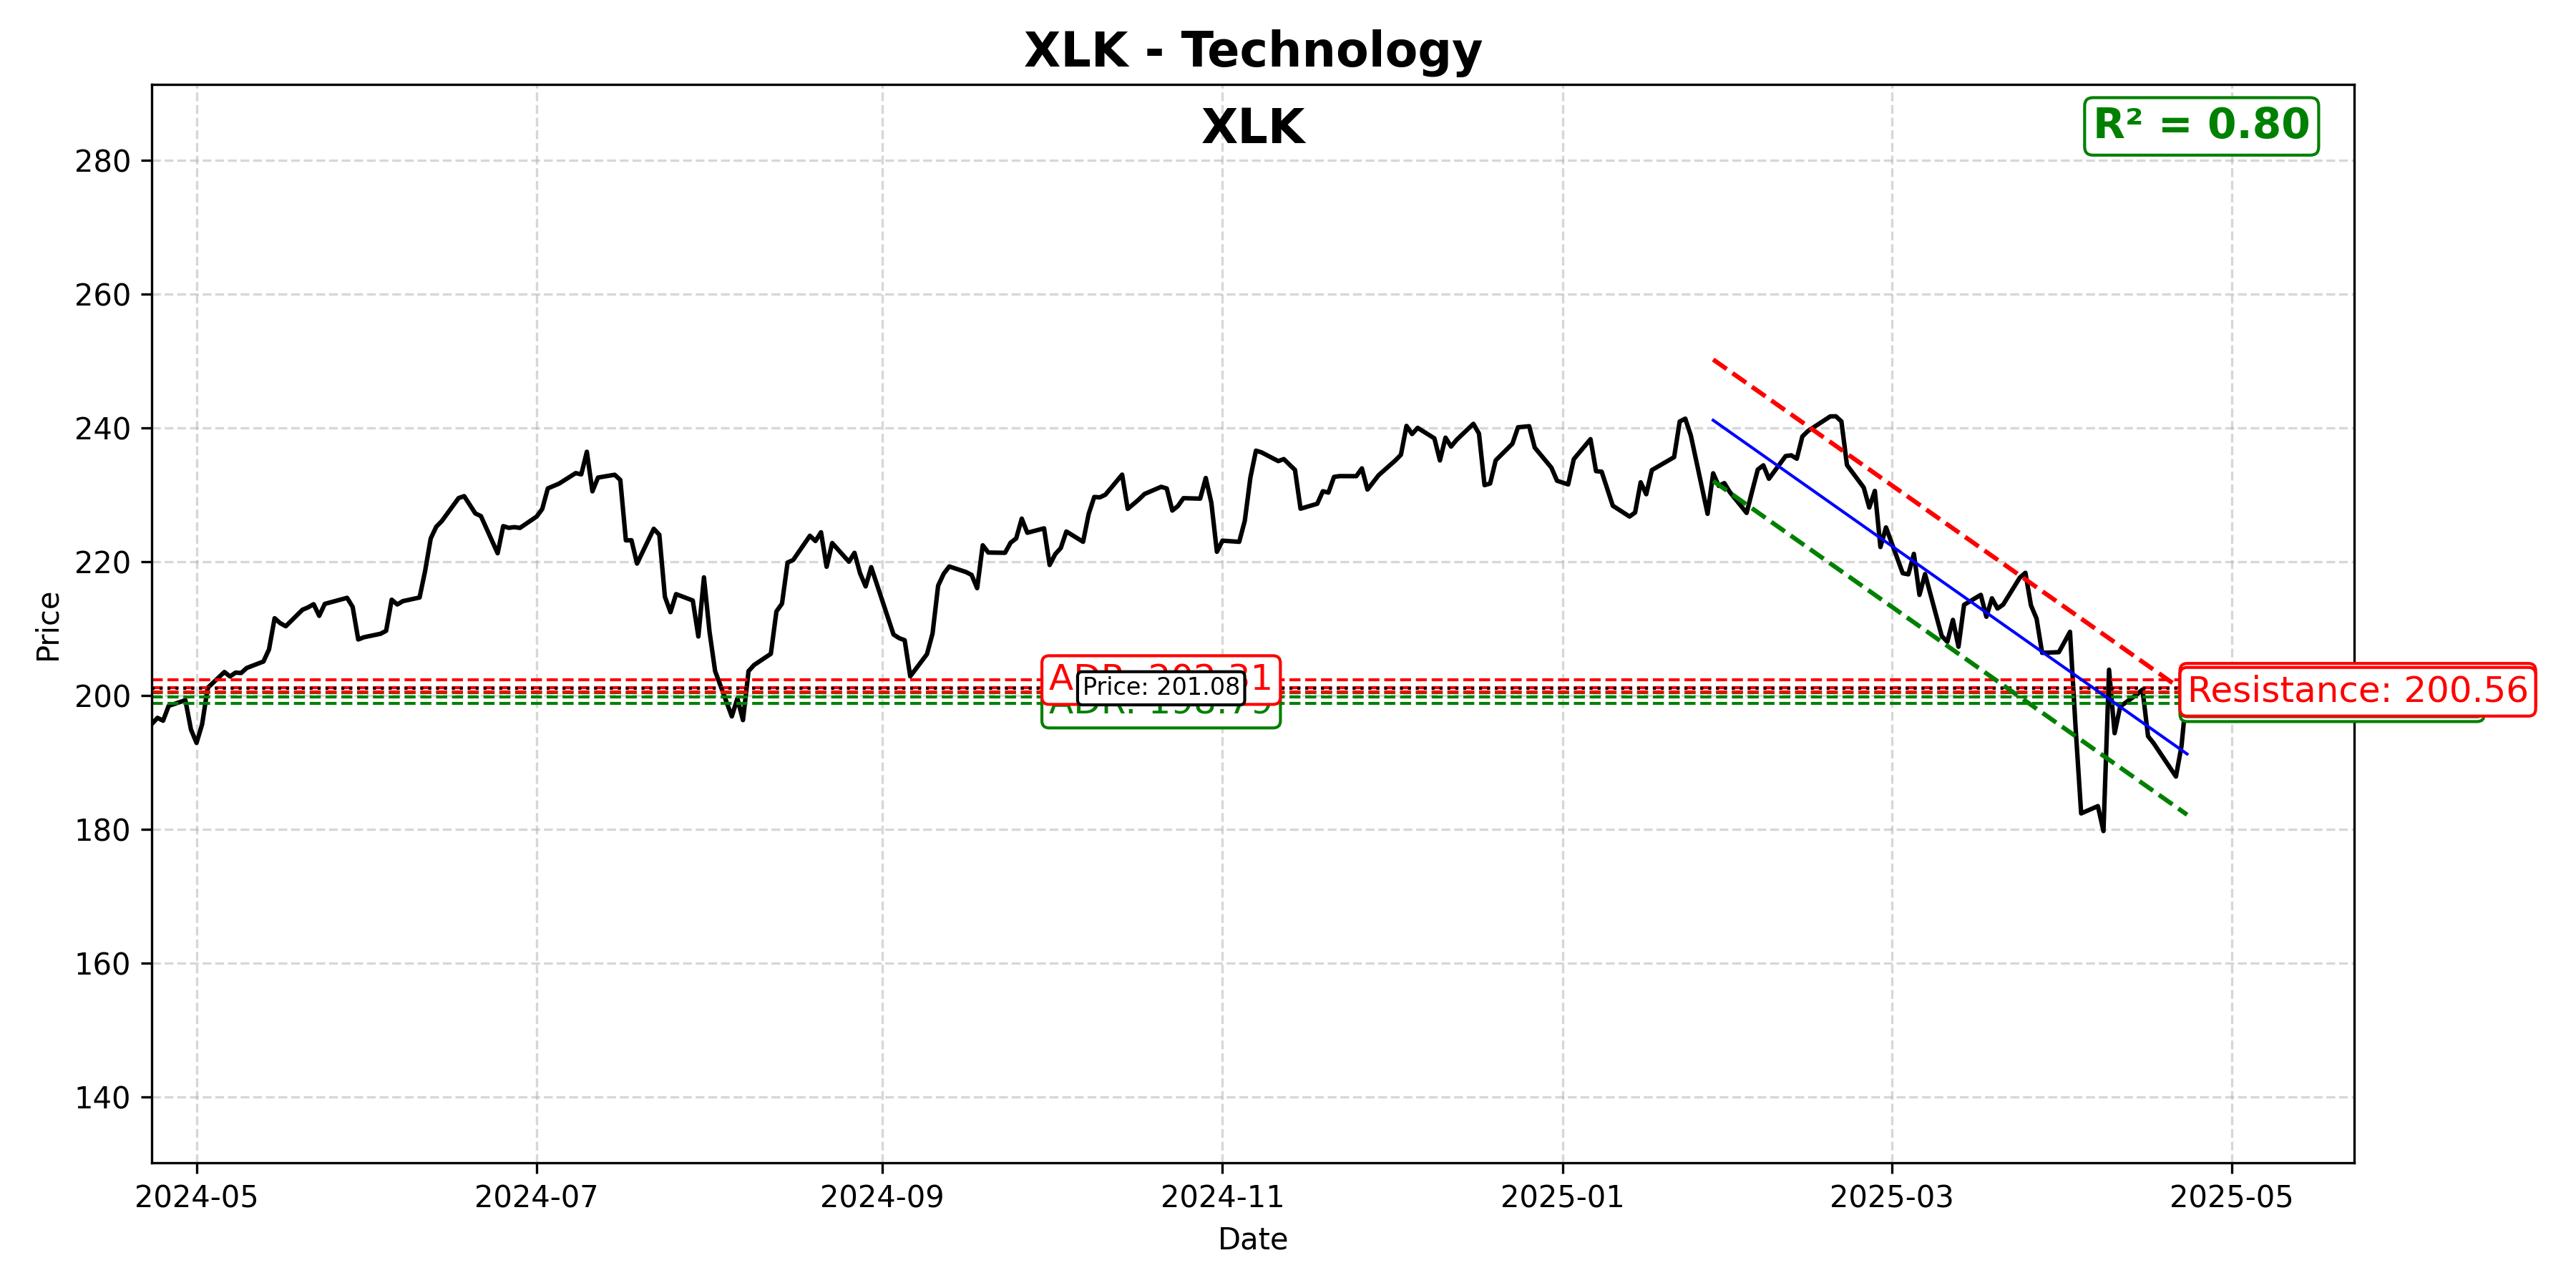 XLK - Technology
XLK
R² = 0.80
280
260
240
220
200
180
160
140
Price
Price: 201.08
Resistance: 200.56
2024-05
2024-07
2024-09
2024-11
2025-01
2025-03
2025-05
Date